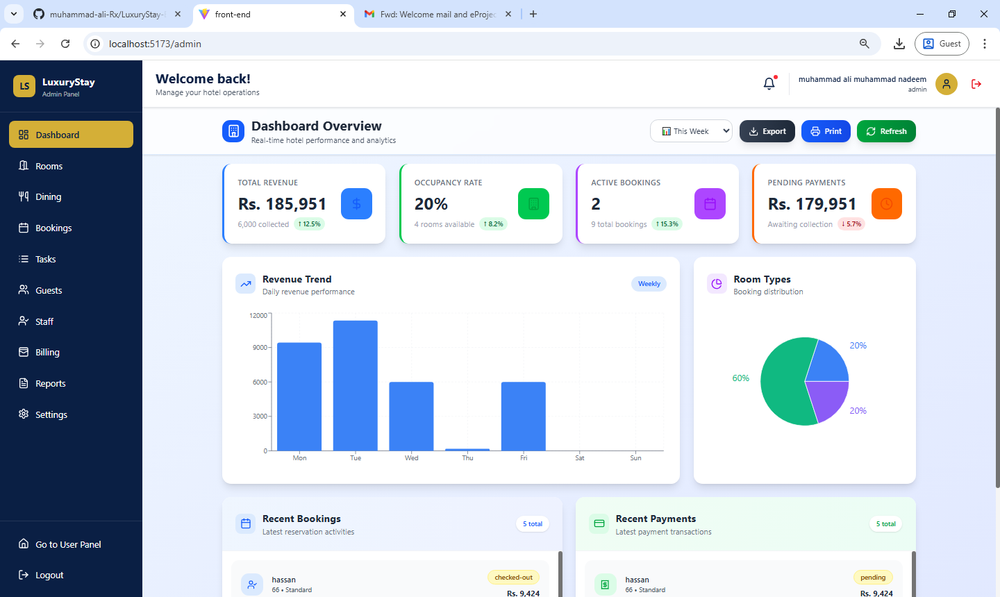 muhammad-ali-Rx/LuxuryStay-
front-end
Fwd: Welcome mail and eProjec
localhost:5173/admin
Guest
LS
LuxuryStay
Admin Panel
Dashboard
Rooms
Dining
Bookings
Tasks
Guests
Staff
Billing
Reports
Settings
Go to User Panel
Logout
Welcome back!
Manage your hotel operations
muhammad ali muhammad nadeem
admin
Dashboard Overview
Real-time hotel performance and analytics
This Week
Export
Print
Refresh
TOTAL REVENUE
Rs. 185,951
6,000 collected
↑ 12.5%
OCCUPANCY RATE
20%
4 rooms available
↑ 8.2%
ACTIVE BOOKINGS
2
9 total bookings
↑ 15.3%
PENDING PAYMENTS
Rs. 179,951
Awaiting collection
↓ 5.7%
Revenue Trend
Daily revenue performance
Weekly
12000
9000
6000
3000
0
Mon Tue Wed Thu Fri Sat Sun
Room Types
Booking distribution
20%
60%
20%
Recent Bookings
Latest reservation activities
5 total
hassan
66 • Standard
checked-out
Rs. 9,424
Recent Payments
Latest payment transactions
5 total
hassan
66 • Standard
pending
Rs. 9,424